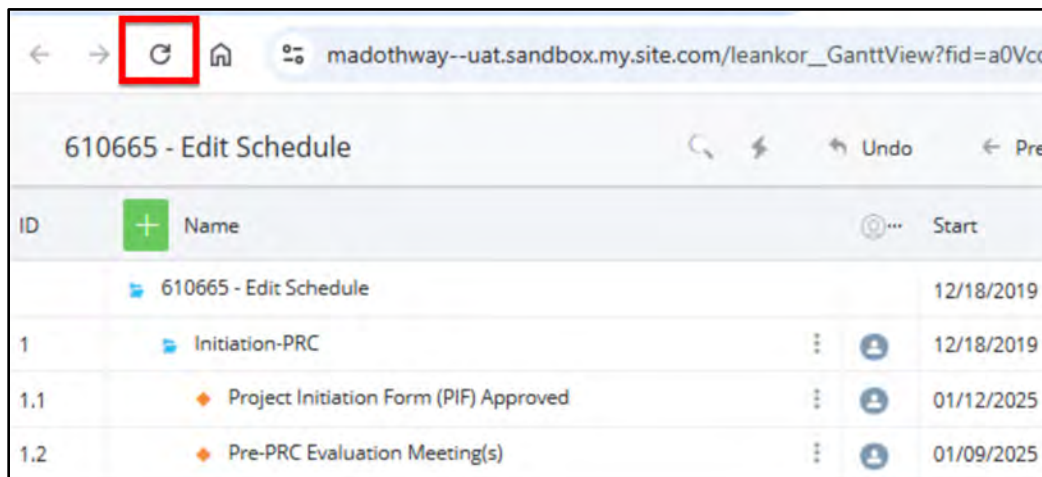 madothway--uat.sandbox.my.site.com/leankor__GanttView?fid=a0Vcc
610665 - Edit Schedule Undo Pre
ID Name Start
610665 - Edit Schedule 12/18/2019
1 Initiation-PRC 12/18/2019
1.1 Project Initiation Form (PIF) Approved 01/12/2025
1.2 Pre-PRC Evaluation Meeting(s) 01/09/2025